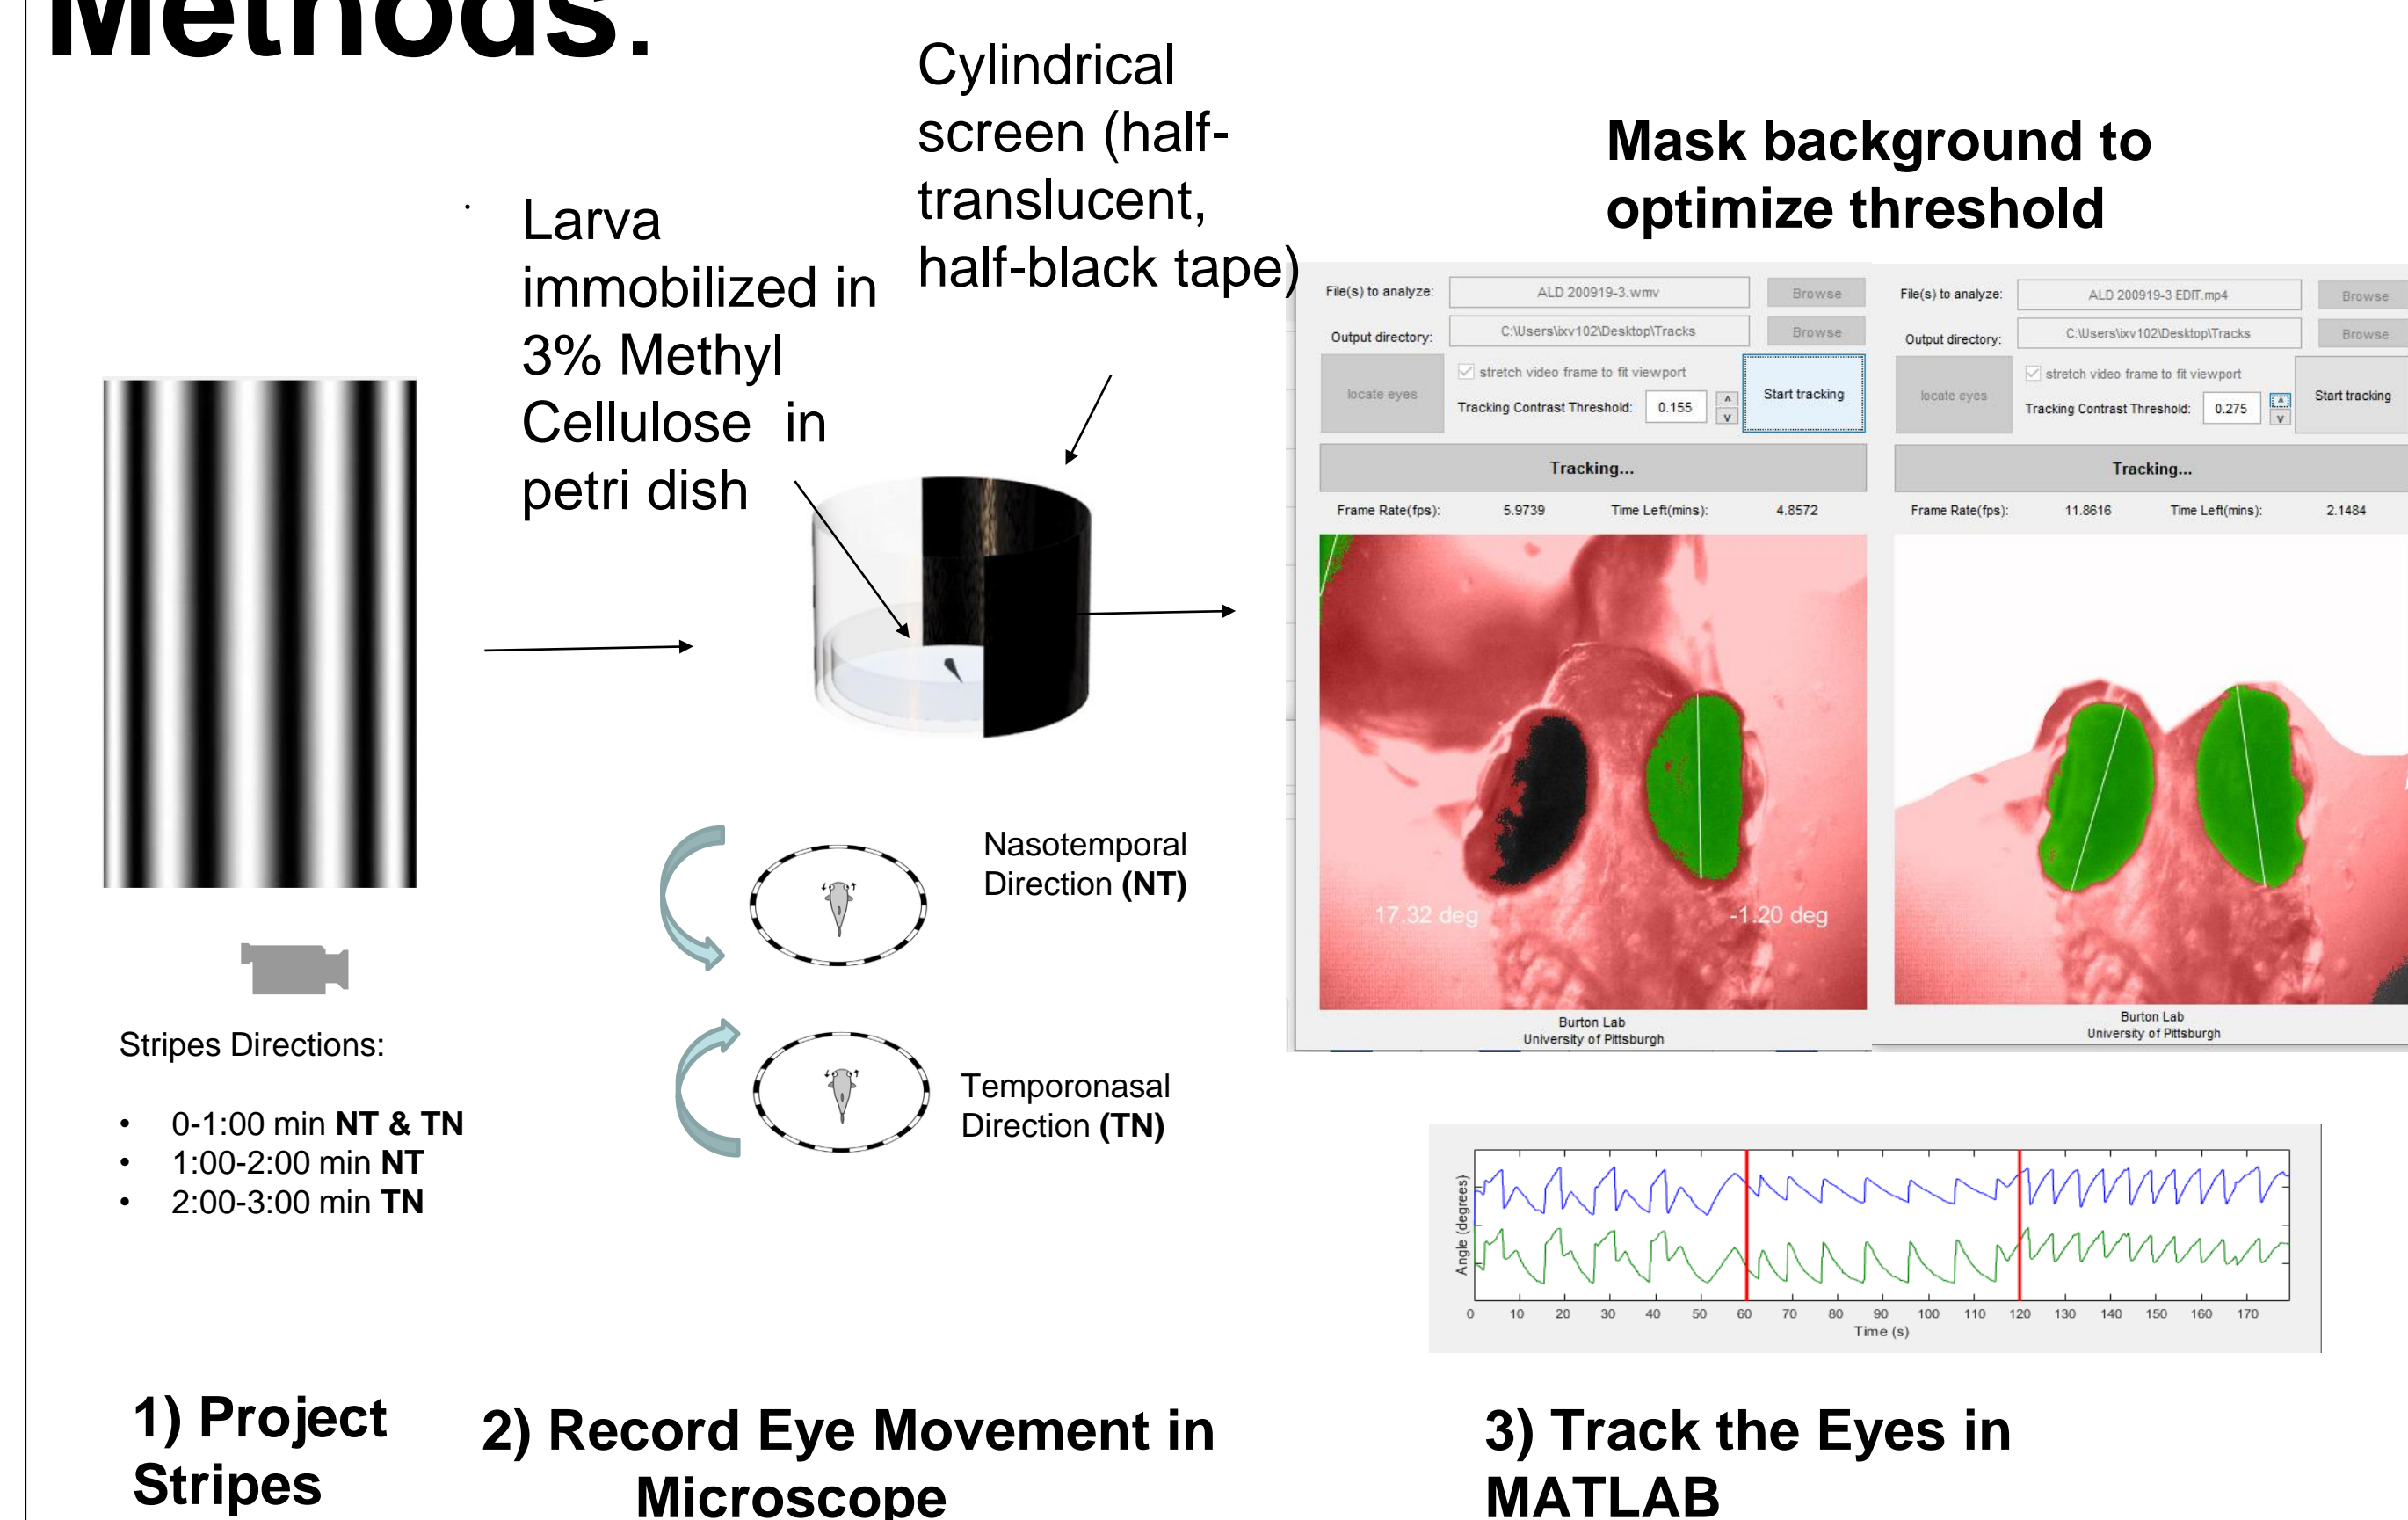 Methods.
Cylindrical
screen (half-
translucent,
half-black tape)
• Larva
immobilized in
3% Methyl
Cellulose in
petri dish
Mask background to
optimize threshold
File(s) to analyze: ALD 200919-3.wmv Browse
Output directory: C:\Users\ixv102\Desktop\Tracks Browse
locate eyes
stretch video frame to fit viewport
Tracking Contrast Threshold: 0.155
Start tracking
Tracking...
Frame Rate(fps): 5.9739 Time Left(mins): 4.8572
17.32 deg -1.20 deg
Burton Lab
University of Pittsburgh
File(s) to analyze: ALD 200919-3 EDIT.mp4 Browse
Output directory: C:\Users\ixv102\Desktop\Tracks Browse
locate eyes
stretch video frame to fit viewport
Tracking Contrast Threshold: 0.275
Start tracking
Tracking...
Frame Rate(fps): 11.8616 Time Left(mins): 2.1484
Burton Lab
University of Pittsburgh
Nasotemporal
Direction (NT)
Temporonasal
Direction (TN)
Stripes Directions:
• 0-1:00 min NT & TN
• 1:00-2:00 min NT
• 2:00-3:00 min TN
Angle (degrees)
0 10 20 30 40 50 60 70 80 90 100 110 120 130 140 150 160 170
Time (s)
1) Project
Stripes
2) Record Eye Movement in
Microscope
3) Track the Eyes in
MATLAB